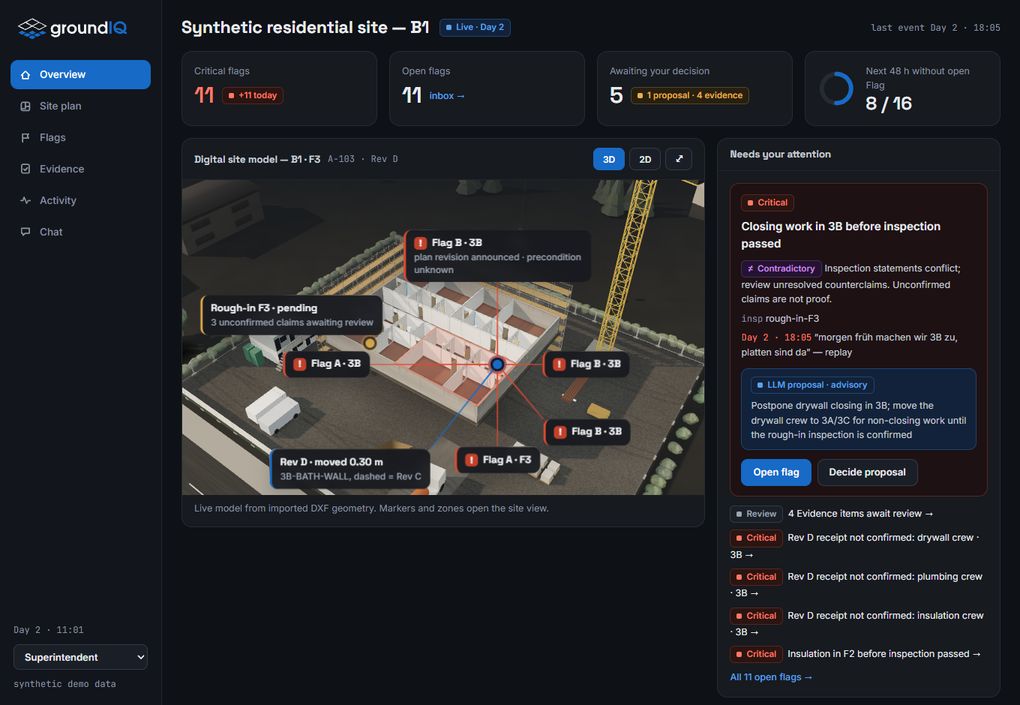 groundIQ
Overview
Site plan
Flags
Evidence
Activity
Chat
Day 2 · 11:01
Superintendent
synthetic demo data
Synthetic residential site — B1
Live · Day 2
last event Day 2 · 18:05
Critical flags
11
+11 today
Open flags
11 inbox →
Awaiting your decision
5
1 proposal · 4 evidence
Next 48 h without open
Flag
8 / 16
Digital site model — B1 · F3 A-103 · Rev D
3D
2D
! Flag B · 3B
plan revision announced · precondition
unknown
Rough-in F3 · pending
3 unconfirmed claims awaiting review
! Flag A · 3B
! Flag B · 3B
! Flag B · 3B
! Flag A · F3
Rev D · moved 0.30 m
3B-BATH-WALL, dashed = Rev C
Live model from imported DXF geometry. Markers and zones open the site view.
Needs your attention
Critical
Closing work in 3B before inspection
passed
≠ Contradictory Inspection statements conflict;
review unresolved counterclaims. Unconfirmed
claims are not proof.
insp rough-in-F3
Day 2 · 18:05 "morgen früh machen wir 3B zu,
platten sind da" — replay
LLM proposal · advisory
Postpone drywall closing in 3B; move the
drywall crew to 3A/3C for non-closing work until
the rough-in inspection is confirmed
Open flag
Decide proposal
Review 4 Evidence items await review →
Critical Rev D receipt not confirmed: drywall crew ·
3B →
Critical Rev D receipt not confirmed: plumbing crew
· 3B →
Critical Rev D receipt not confirmed: insulation crew
· 3B →
Critical Insulation in F2 before inspection passed →
All 11 open flags →